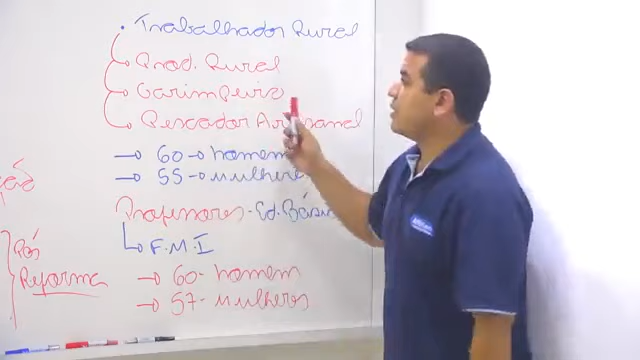 Trabalhador Rural
Prod. Rural
Garimpeiro
Pescador Artesanal
60 → homem
55 → mulheres
Professores - Ed. Básica
F.M.I
Pós
Reforma
60 - homem
57 - mulheres